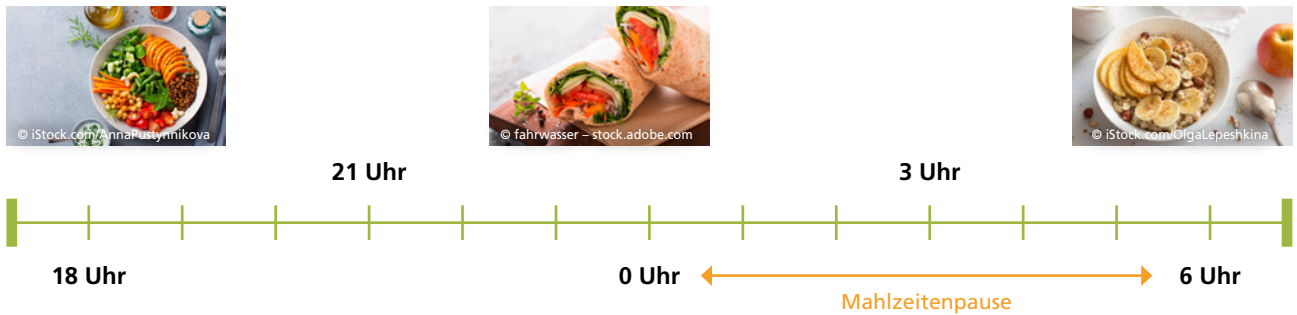 © iStock.com/AnnaPustynnikova
© fahrwasser – stock.adobe.com
© iStock.com/OlgaLepeshkina
21 Uhr
3 Uhr
18 Uhr
0 Uhr
6 Uhr
Mahlzeitenpause